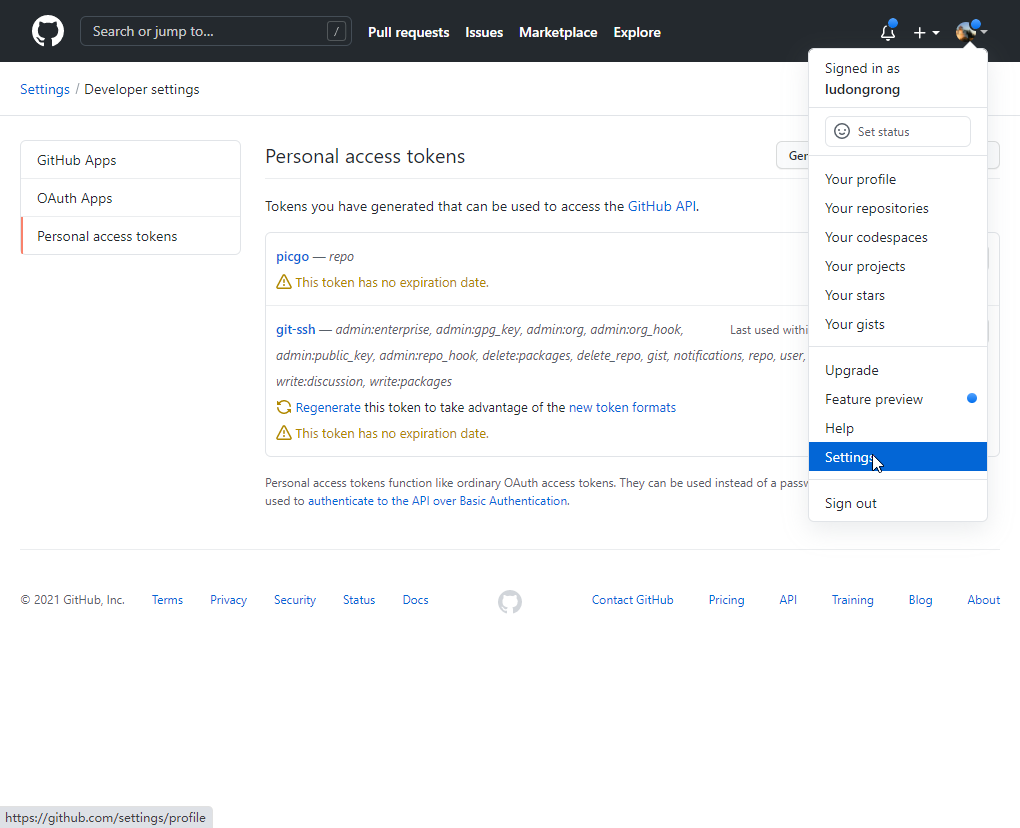 Search or jump to... /
Pull requests Issues Marketplace Explore
Signed in as
ludongrong
Set status
Your profile
Your repositories
Your codespaces
Your projects
Your stars
Your gists
Upgrade
Feature preview
Help
Settings
Sign out
Settings / Developer settings
GitHub Apps
OAuth Apps
Personal access tokens
Personal access tokens
Tokens you have generated that can be used to access the GitHub API.
picgo — repo
This token has no expiration date.
git-ssh — admin:enterprise, admin:gpg_key, admin:org, admin:org_hook, Last used
admin:public_key, admin:repo_hook, delete:packages, delete_repo, gist, notifications, repo, user,
write:discussion, write:packages
Regenerate this token to take advantage of the new token formats
This token has no expiration date.
Personal access tokens function like ordinary OAuth access tokens. They can be used instead of a
used to authenticate to the API over Basic Authentication.
© 2021 GitHub, Inc. Terms Privacy Security Status Docs Contact GitHub Pricing API Training Blog About
https://github.com/settings/profile